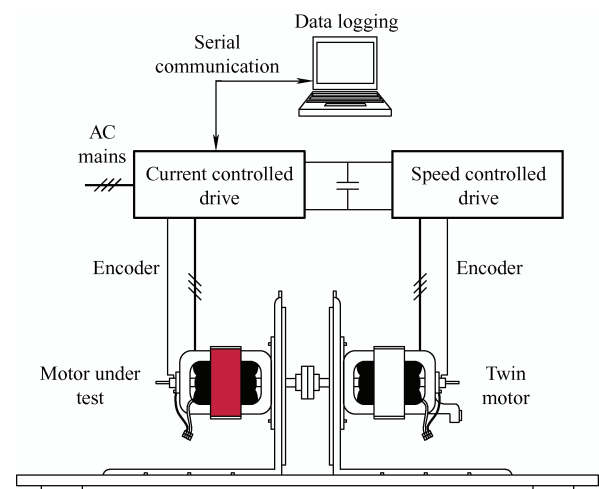 Data logging
Serial
communication
AC
mains
Current controlled
drive
Speed controlled
drive
Encoder
Encoder
Motor under
test
Twin
motor